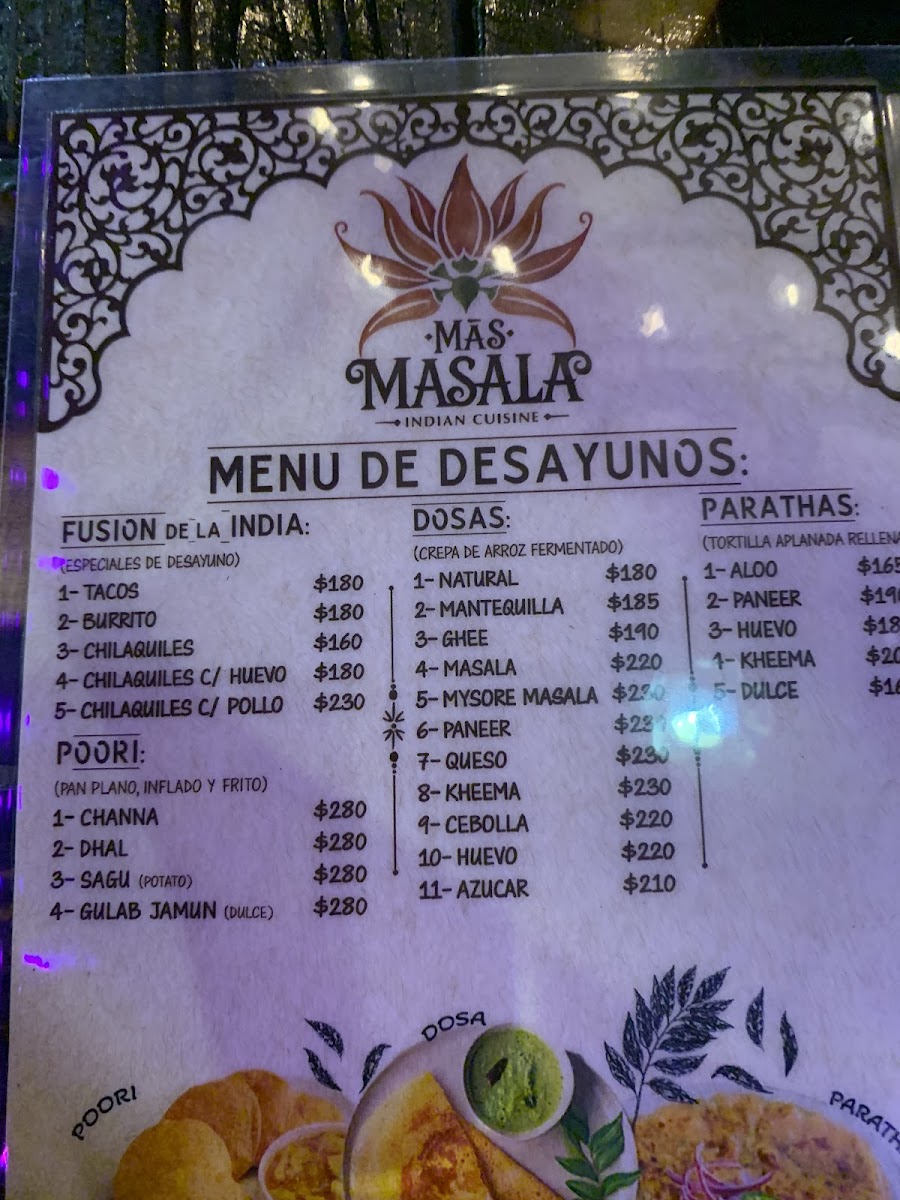 MĀS
MASALA
INDIAN CUISINE
MENU DE DESAYUNOS:
FUSION DE LA INDIA:
(ESPECIALES DE DESAYUNO)
1- TACOS $180
2- BURRITO $180
3- CHILAQUILES $160
4- CHILAQUILES C/ HUEVO $180
5- CHILAQUILES C/ POLLO $230
POORI:
(PAN PLANO, INFLADO Y FRITO)
1- CHANNA $280
2- DHAL $280
3- SAGU (POTATO) $280
4- GULAB JAMUN (DULCE) $280
DOSAS:
(CREPA DE ARROZ FERMENTADO)
1- NATURAL $180
2- MANTEQUILLA $185
3- GHEE $190
4- MASALA $220
5- MYSORE MASALA $230
6- PANEER
7- QUESO $230
8- KHEEMA $230
9- CEBOLLA $220
10- HUEVO $220
11- AZUCAR $210
PARATHAS:
(TORTILLA APLANADA
1- ALOO $165
2- PANEER
3- HUEVO
4- KHEEMA
5- DULCE
POORI
DOSA